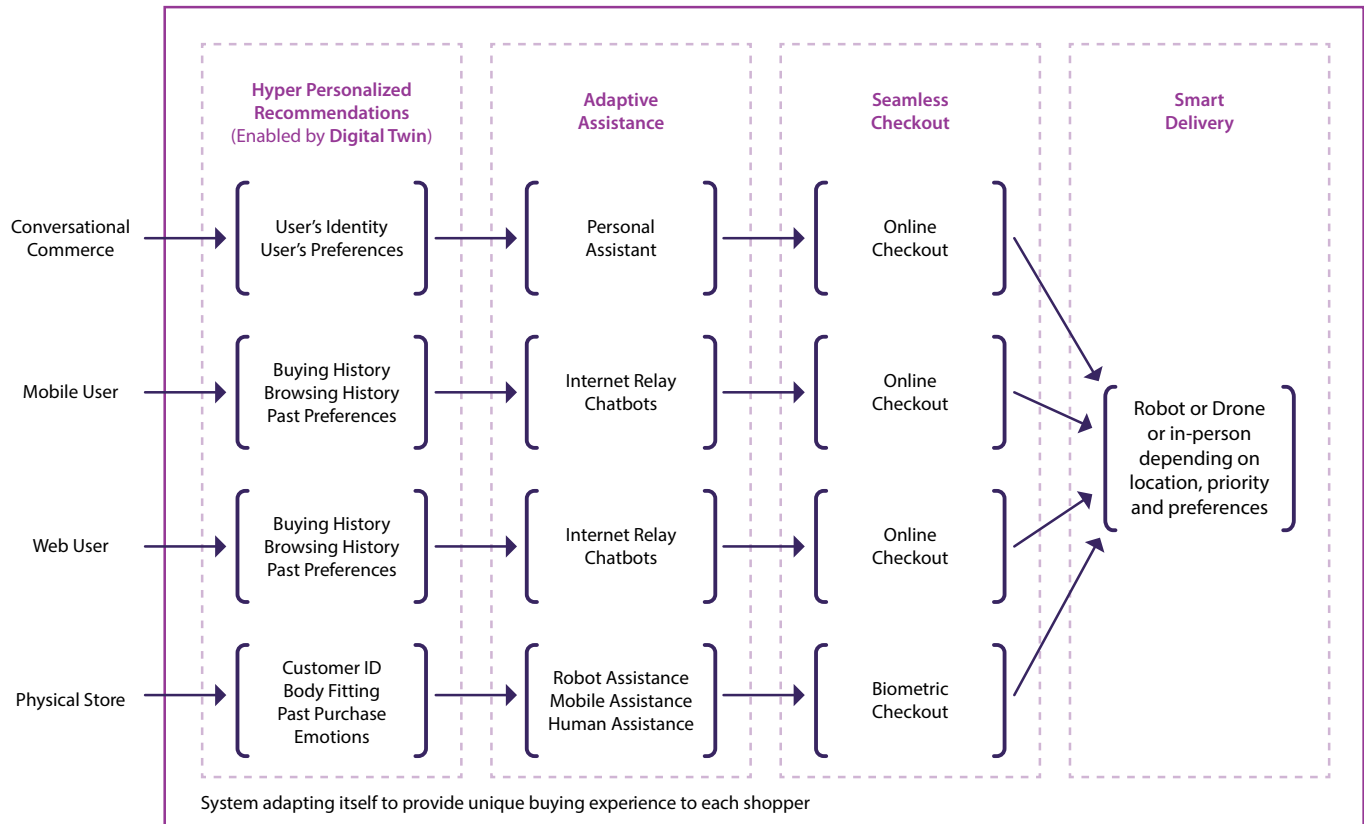 Hyper Personalized
Recommendations
(Enabled by Digital Twin)
Adaptive
Assistance
Seamless
Checkout
Smart
Delivery
Conversational
Commerce
User’s Identity
User’s Preferences
Personal
Assistant
Online
Checkout
Mobile User
Buying History
Browsing History
Past Preferences
Internet Relay
Chatbots
Online
Checkout
Robot or Drone
or in-person
depending on
location, priority
and preferences
Web User
Buying History
Browsing History
Past Preferences
Internet Relay
Chatbots
Online
Checkout
Physical Store
Customer ID
Body Fitting
Past Purchase
Emotions
Robot Assistance
Mobile Assistance
Human Assistance
Biometric
Checkout
System adapting itself to provide unique buying experience to each shopper